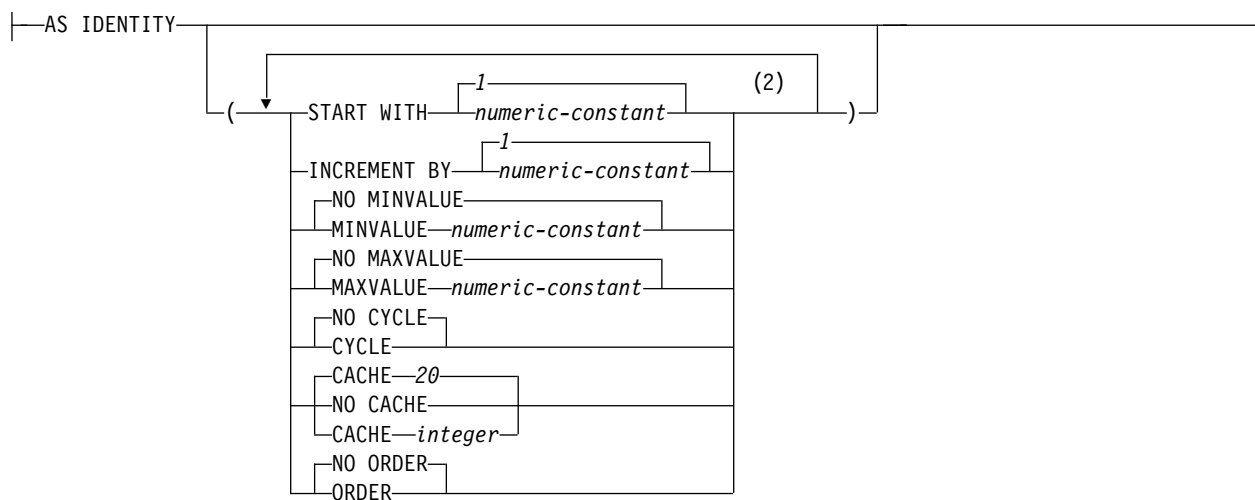 AS IDENTITY
1 (2)
( START WITH numeric-constant )
1
INCREMENT BY numeric-constant
NO MINVALUE
MINVALUE numeric-constant
NO MAXVALUE
MAXVALUE numeric-constant
NO CYCLE
CYCLE
CACHE 20
NO CACHE
CACHE integer
NO ORDER
ORDER